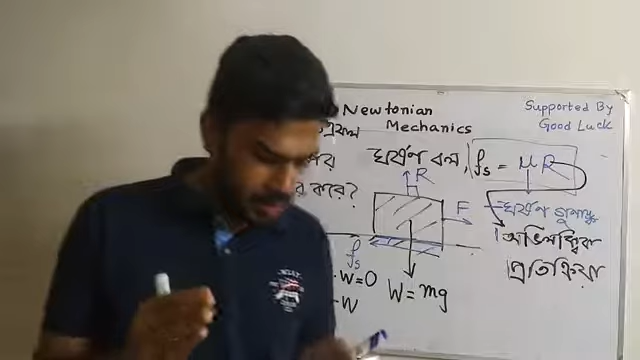 Newtonian
Mechanics
Supported By
Good Luck
ঘর্ষণ বল, fs = μR
R
করে?
F
ঘর্ষণ গুণাঙ্ক
অভিলম্বিক
প্রতিক্রিয়া
fs
W=0
W = mg
-W